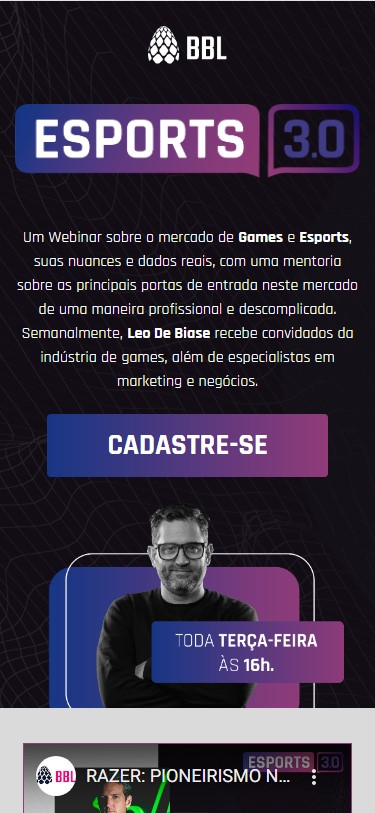 BBL
ESPORTS 3.0
Um Webinar sobre o mercado de Games e Esports,
suas nuances e dados reais, com uma mentoria
sobre as principais portas de entrada neste mercado
de uma maneira profissional e descomplicada.
Semanalmente, Leo De Biase recebe convidados da
indústria de games, além de especialistas em
marketing e negócios.
CADASTRE-SE
TODA TERÇA-FEIRA
ÀS 16h.
ESPORTS 3.0
BBL RAZER: PIONEIRISMO N...